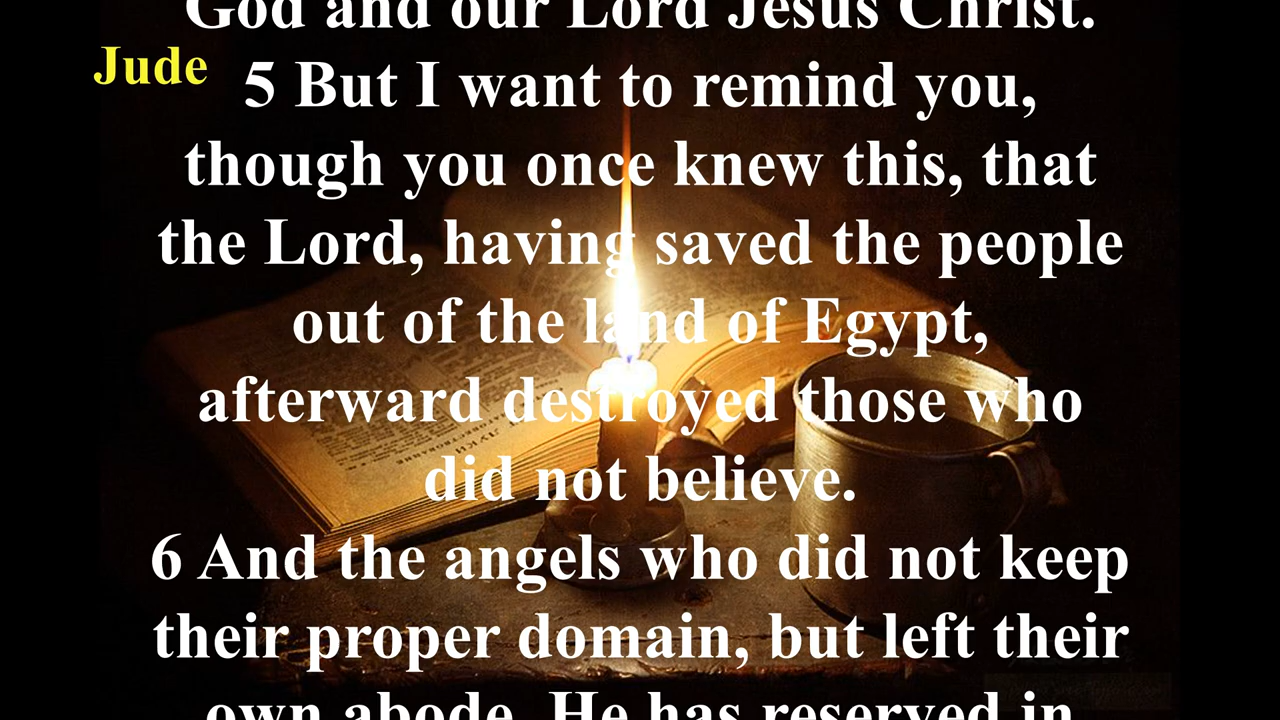 God and our Lord Jesus Christ.
Jude
5 But I want to remind you,
though you once knew this, that
the Lord, having saved the people
out of the land of Egypt,
afterward destroyed those who
did not believe.
6 And the angels who did not keep
their proper domain, but left their
own abode, He has reserved in